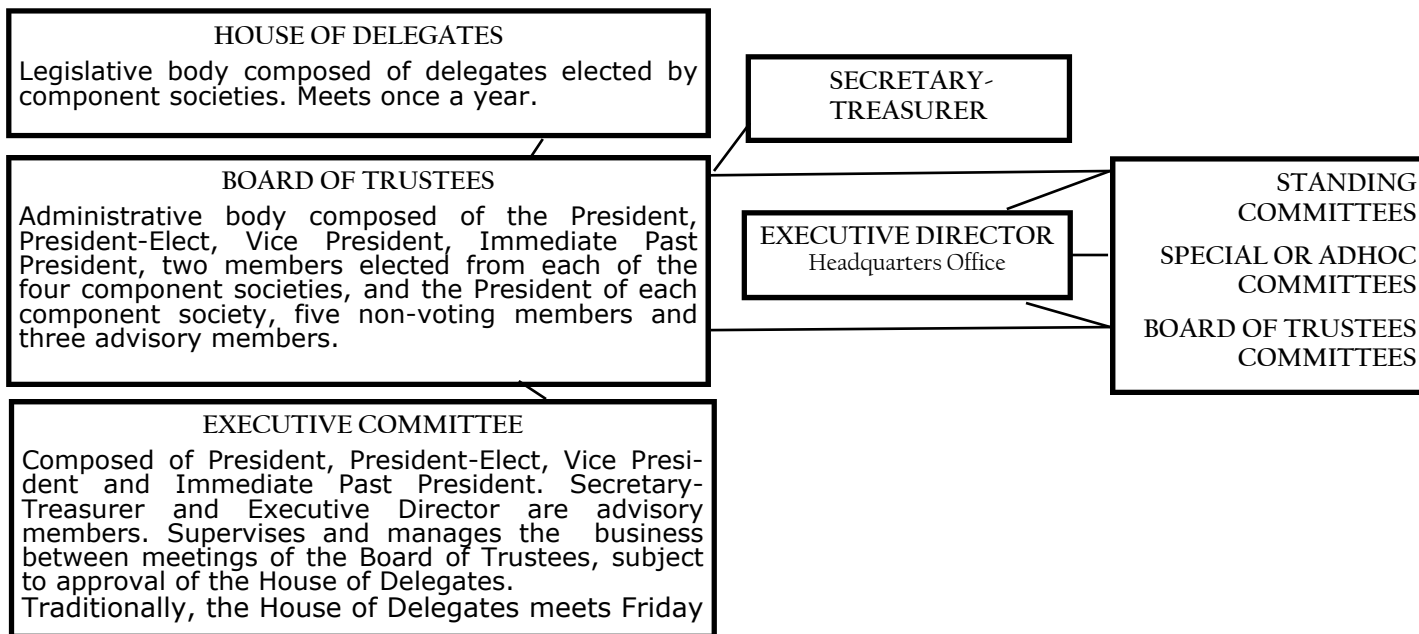 HOUSE OF DELEGATES
Legislative body composed of delegates elected by
component societies. Meets once a year.
SECRETARY-
TREASURER
BOARD OF TRUSTEES
Administrative body composed of the President,
President-Elect, Vice President, Immediate Past
President, two members elected from each of the
four component societies, and the President of each
component society, five non-voting members and
three advisory members.
EXECUTIVE DIRECTOR
Headquarters Office
STANDING
COMMITTEES
SPECIAL OR ADHOC
COMMITTEES
BOARD OF TRUSTEES
COMMITTEES
EXECUTIVE COMMITTEE
Composed of President, President-Elect, Vice Presi-
dent and Immediate Past President. Secretary-
Treasurer and Executive Director are advisory
members. Supervises and manages the business
between meetings of the Board of Trustees, subject
to approval of the House of Delegates.
Traditionally, the House of Delegates meets Friday